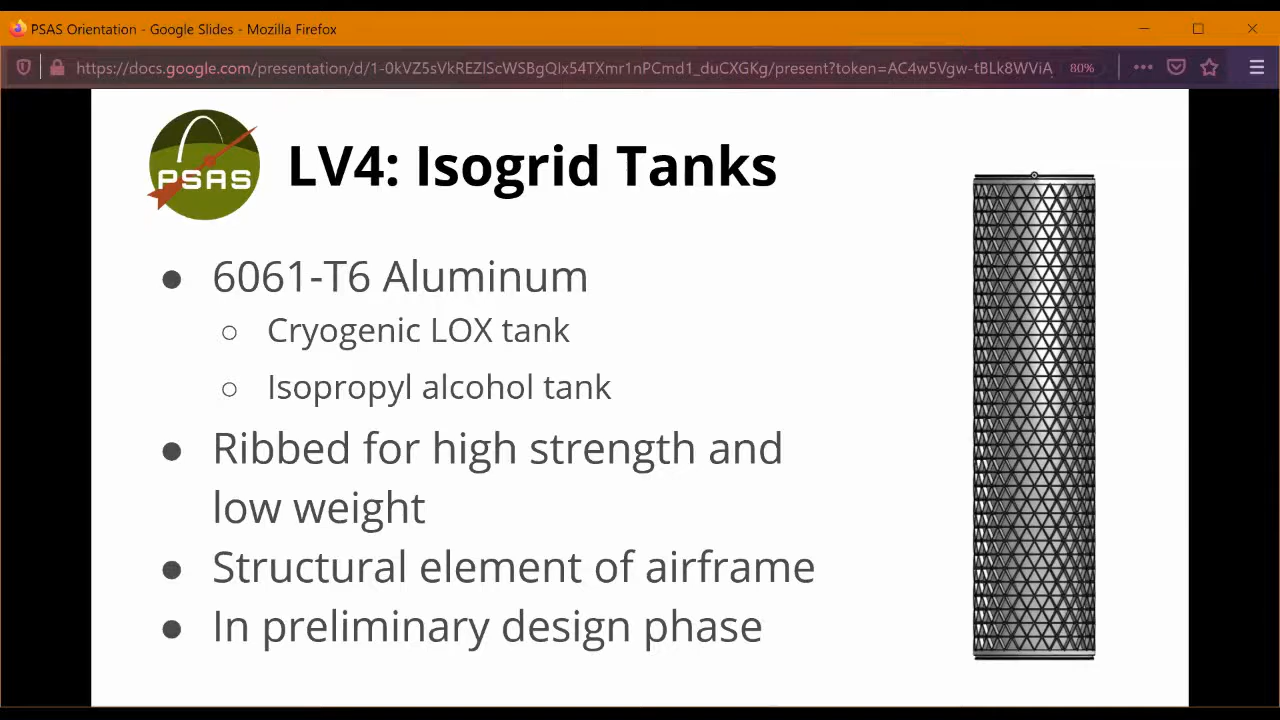 PSAS Orientation - Google Slides - Mozilla Firefox
https://docs.google.com/presentation/d/1-0kVZ5sVkREZlScWSBgQlx54TXmr1nPCmd1_duCXGKg/present?token=AC4w5Vgw-tBLk8WViA
80%
PSAS
LV4: Isogrid Tanks
● 6061-T6 Aluminum
○ Cryogenic LOX tank
○ Isopropyl alcohol tank
● Ribbed for high strength and
low weight
● Structural element of airframe
● In preliminary design phase